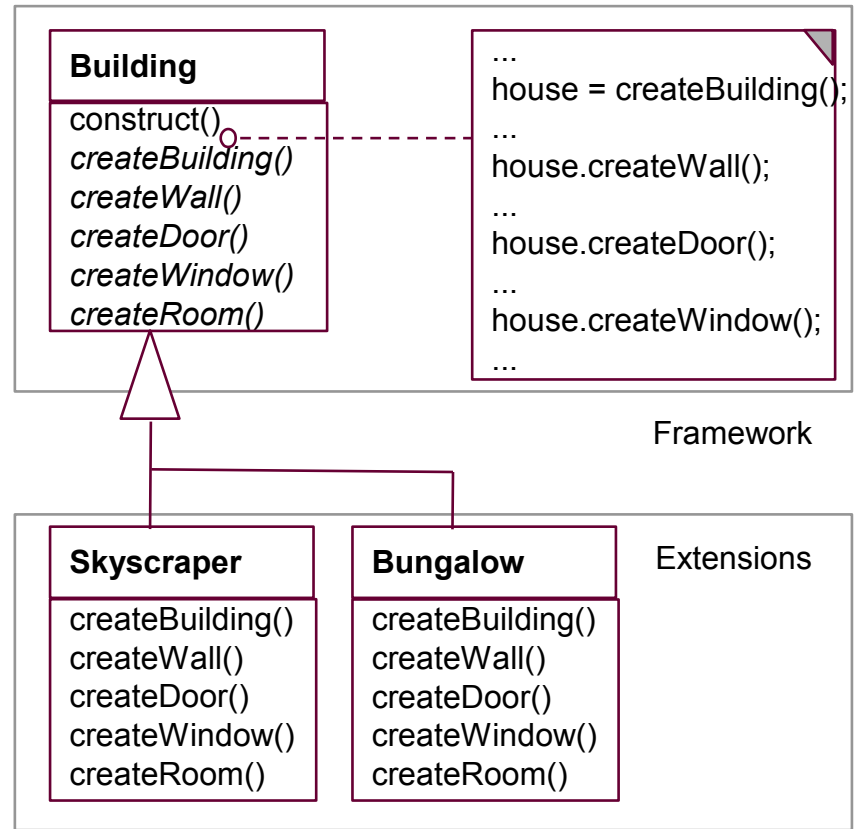 Building
construct()
createBuilding()
createWall()
createDoor()
createWindow()
createRoom()
...
house = createBuilding();
...
house.createWall();
...
house.createDoor();
...
house.createWindow();
...
Framework
Skyscraper
createBuilding()
createWall()
createDoor()
createWindow()
createRoom()
Bungalow
createBuilding()
createWall()
createDoor()
createWindow()
createRoom()
Extensions